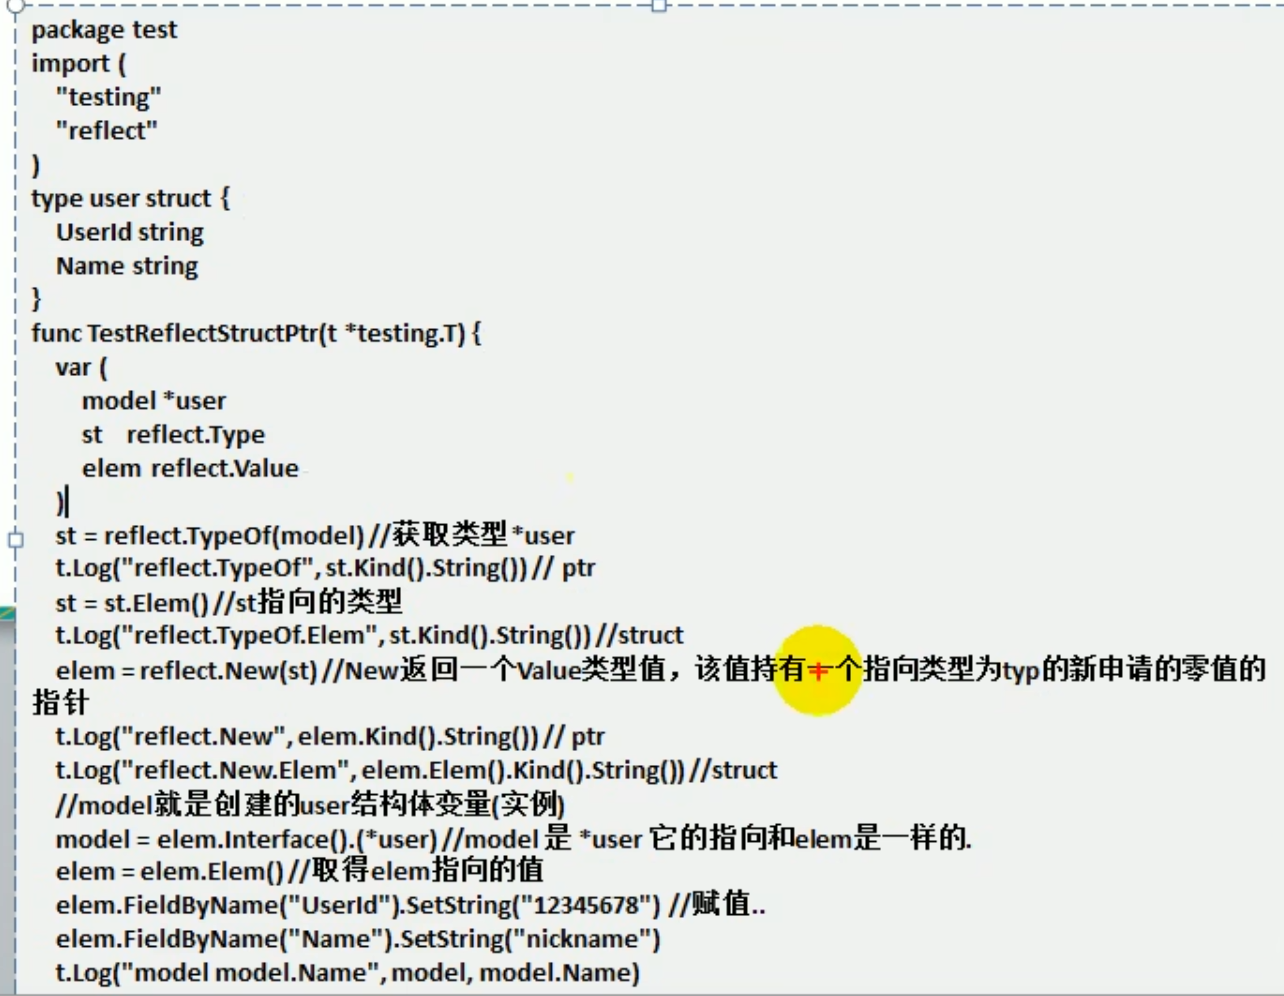 package test
import (
"testing"
"reflect"
)
type user struct {
UserId string
Name string
}
func TestReflectStructPtr(t *testing.T) {
var (
model *user
st reflect.Type
elem reflect.Value
)
st = reflect.TypeOf(model) //获取类型 *user
t.Log("reflect.TypeOf", st.Kind().String()) // ptr
st = st.Elem() //st指向的类型
t.Log("reflect.TypeOf.Elem", st.Kind().String()) //struct
elem = reflect.New(st) //New返回一个Value类型值，该值持有一个指向类型为typ的新申请的零值的
指针
t.Log("reflect.New", elem.Kind().String()) // ptr
t.Log("reflect.New.Elem", elem.Elem().Kind().String()) //struct
//model就是创建的user结构体变量(实例)
model = elem.Interface().(*user) //model 是 *user 它的指向和elem是一样的.
elem = elem.Elem() //取得elem指向的值
elem.FieldByName("UserId").SetString("12345678") //赋值..
elem.FieldByName("Name").SetString("nickname")
t.Log("model model.Name", model, model.Name)